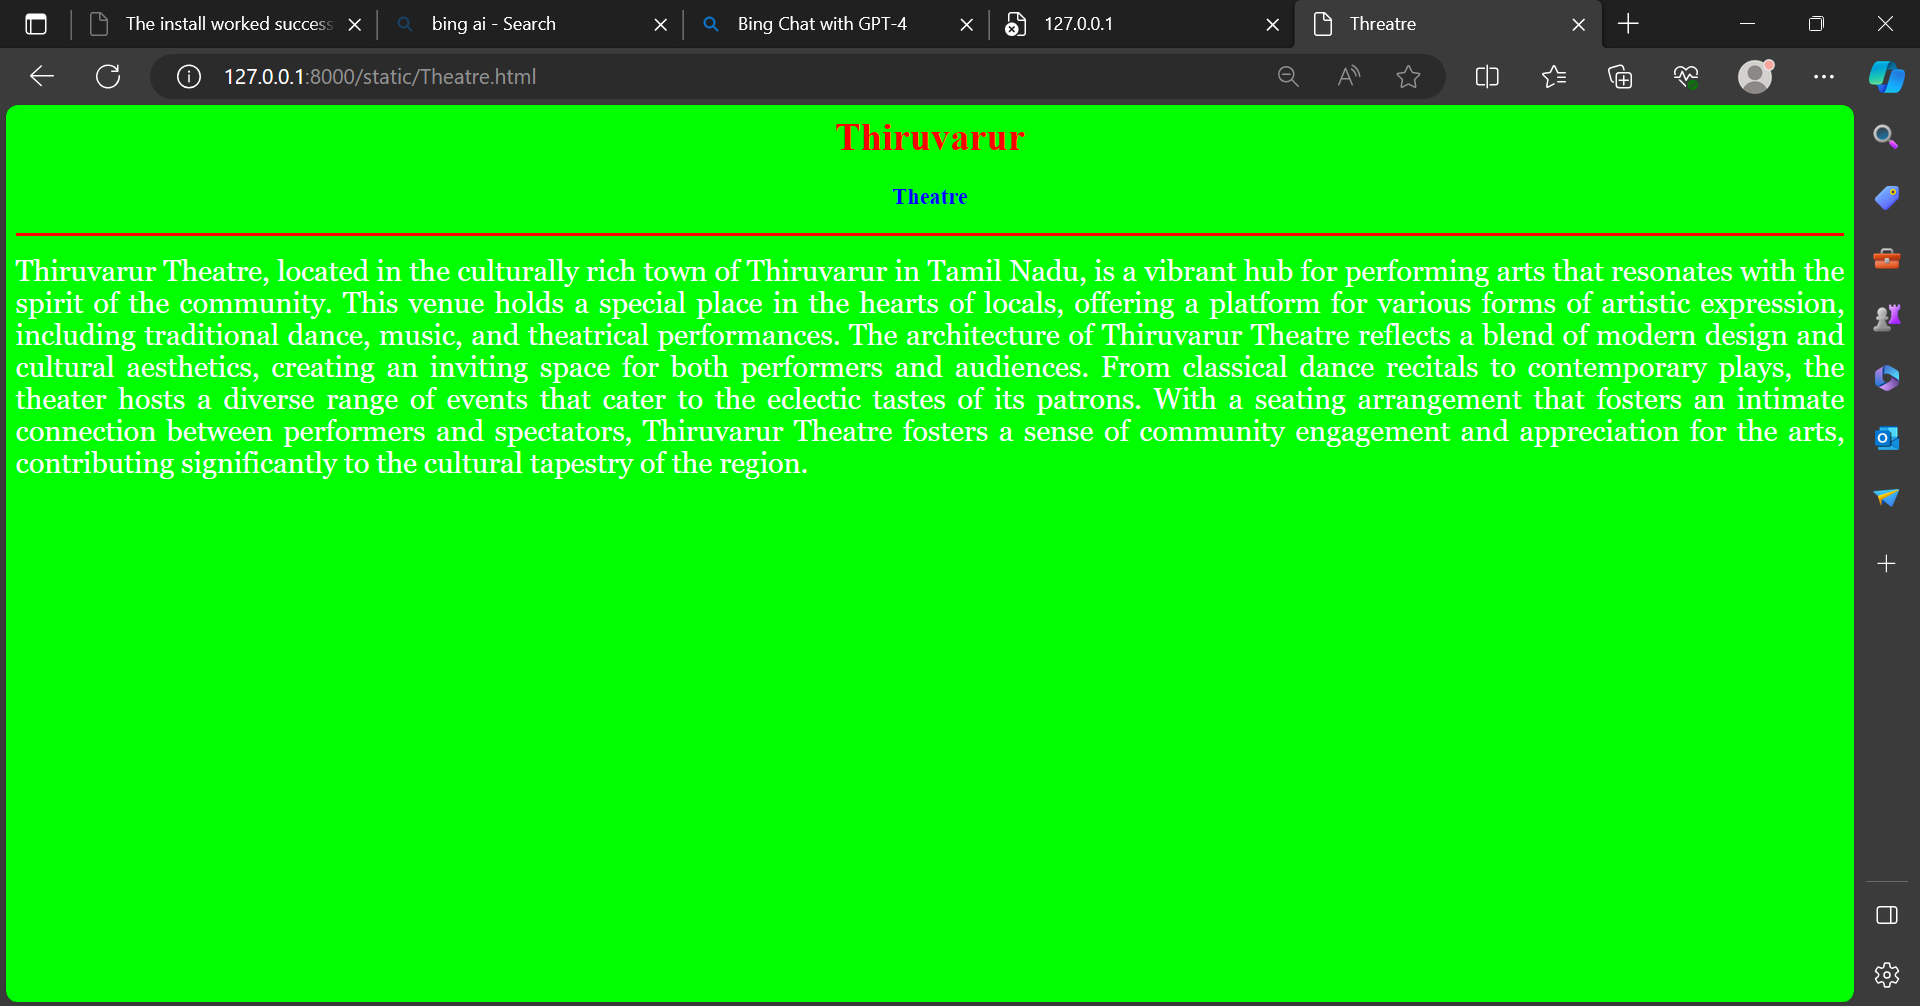 The install worked success
bing ai - Search
Bing Chat with GPT-4
127.0.0.1
Threatre
127.0.0.1:8000/static/Theatre.html
Thiruvarur
Theatre
Thiruvarur Theatre, located in the culturally rich town of Thiruvarur in Tamil Nadu, is a vibrant hub for performing arts that resonates with the
spirit of the community. This venue holds a special place in the hearts of locals, offering a platform for various forms of artistic expression,
including traditional dance, music, and theatrical performances. The architecture of Thiruvarur Theatre reflects a blend of modern design and
cultural aesthetics, creating an inviting space for both performers and audiences. From classical dance recitals to contemporary plays, the
theater hosts a diverse range of events that cater to the eclectic tastes of its patrons. With a seating arrangement that fosters an intimate
connection between performers and spectators, Thiruvarur Theatre fosters a sense of community engagement and appreciation for the arts,
contributing significantly to the cultural tapestry of the region.